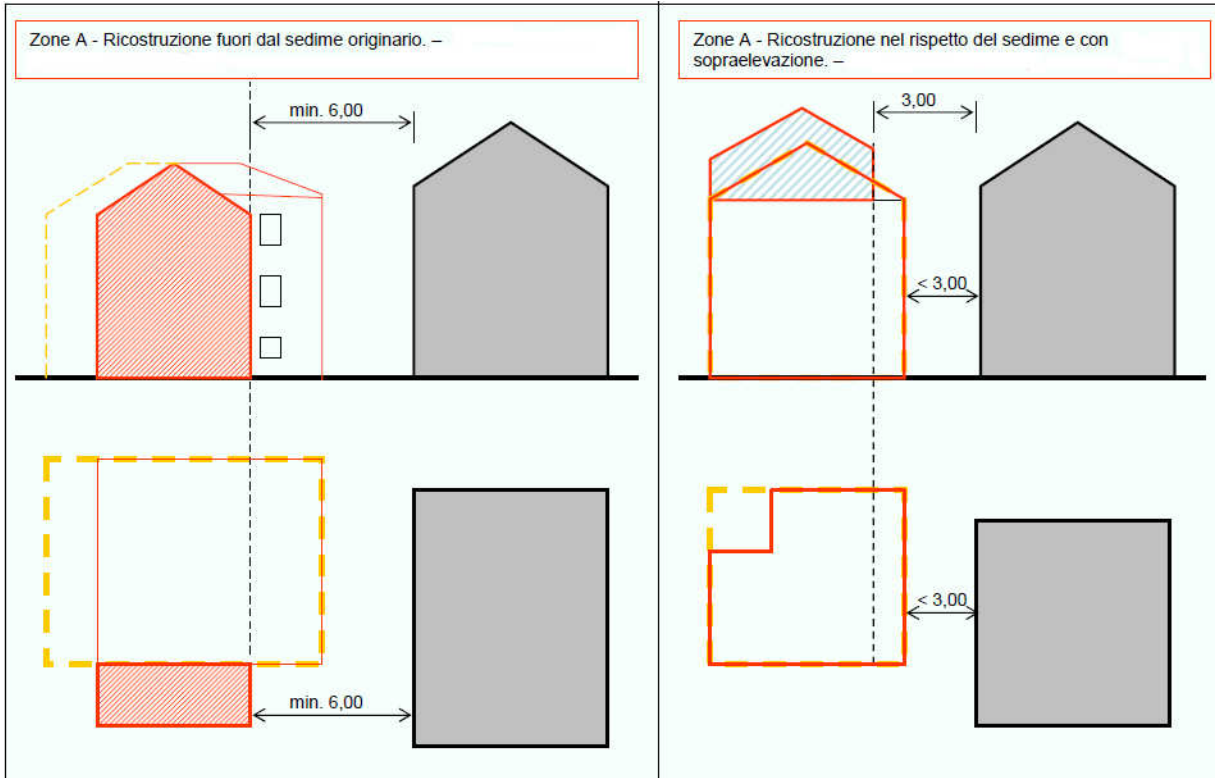 Zone A - Ricostruzione fuori dal sedime originario. –
min. 6,00
min. 6,00
Zone A - Ricostruzione nel rispetto del sedime e con
sopraelevazione. –
3,00
< 3,00
< 3,00